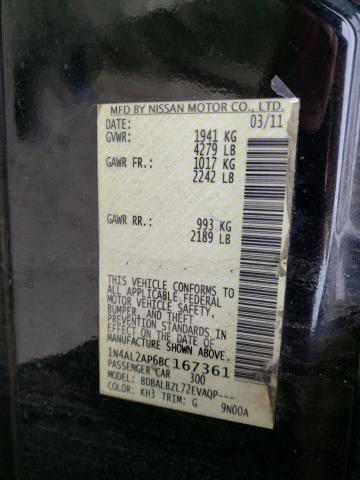 MFD BY NISSAN MOTOR CO., LTD.
DATE: 03/11
GVWR: 1941 KG
4279 LB
GAWR FR.: 1017 KG
2242 LB
GAWR RR.: 993 KG
2189 LB
THIS VEHICLE CONFORMS TO
ALL APPLICABLE FEDERAL
MOTOR VEHICLE SAFETY,
BUMPER, AND THEFT
PREVENTION STANDARDS IN
EFFECT ON THE DATE OF
MANUFACTURE SHOWN ABOVE.
1N4AL2AP6BC167361
PASSENGER CAR 300
MODEL: BDBALBZL72EVAQP---
COLOR: KH3 TRIM: G 9N00A